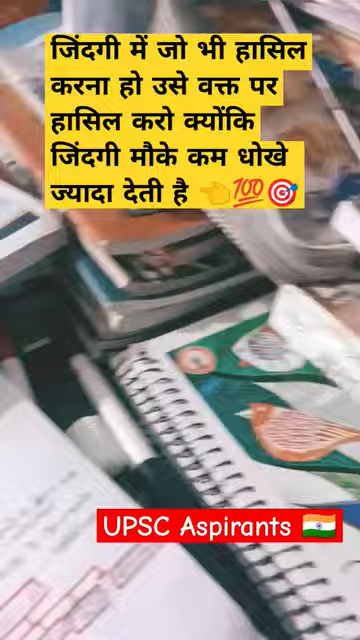 जिंदगी में जो भी हासिल
करना हो उसे वक्त पर
हासिल करो क्योंकि
जिंदगी मौके कम धोखे
ज्यादा देती है 👈💯🎯
UPSC Aspirants 🇮🇳